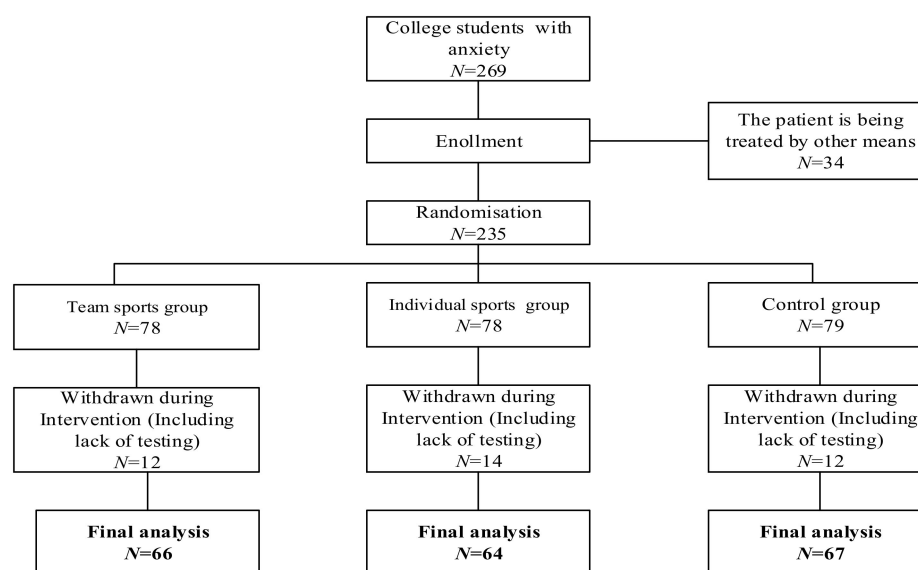 College students with
anxiety
N=269
Enollment
The patient is being
treated by other means
N=34
Randomisation
N=235
Team sports group
N=78
Individual sports group
N=78
Control group
N=79
Withdrawn during
Intervention (Including
lack of testing)
N=12
Withdrawn during
Intervention (Including
lack of testing)
N=14
Withdrawn during
Intervention (Including
lack of testing)
N=12
Final analysis
N=66
Final analysis
N=64
Final analysis
N=67